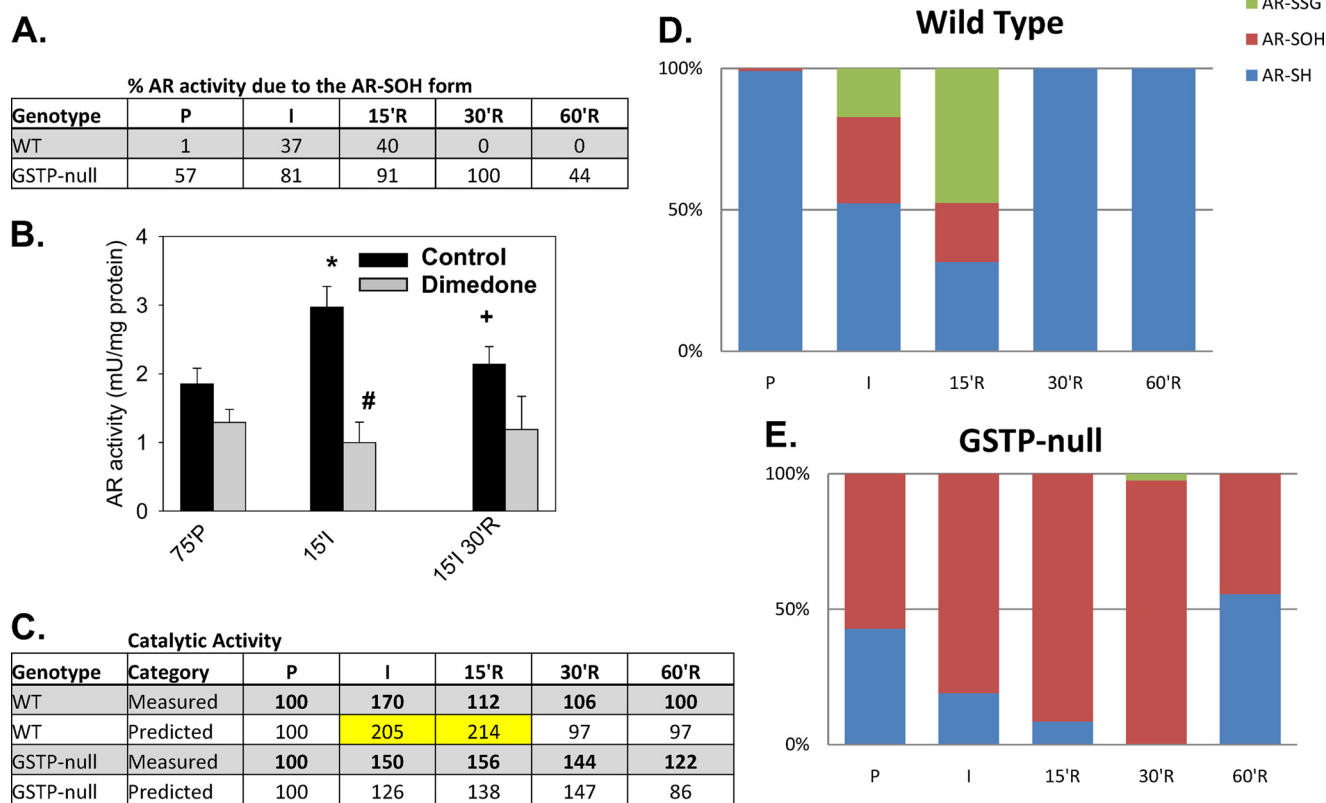 A.
% AR activity due to the AR-SOH form
Genotype P I 15'R 30'R 60'R
WT 1 37 40 0 0
GSTP-null 57 81 91 100 44
B.
4
3
2
1
0
AR activity (mU/mg protein)
Control
Dimedone
*
#
+
75'P
15'I
15'I 30'R
C.
Catalytic Activity
Genotype Category P I 15'R 30'R 60'R
WT Measured 100 170 112 106 100
WT Predicted 100 205 214 97 97
GSTP-null Measured 100 150 156 144 122
GSTP-null Predicted 100 126 138 147 86
D.
Wild Type
AR-SSG
AR-SOH
AR-SH
100%
50%
0%
P I 15'R 30'R 60'R
E.
GSTP-null
100%
50%
0%
P I 15'R 30'R 60'R